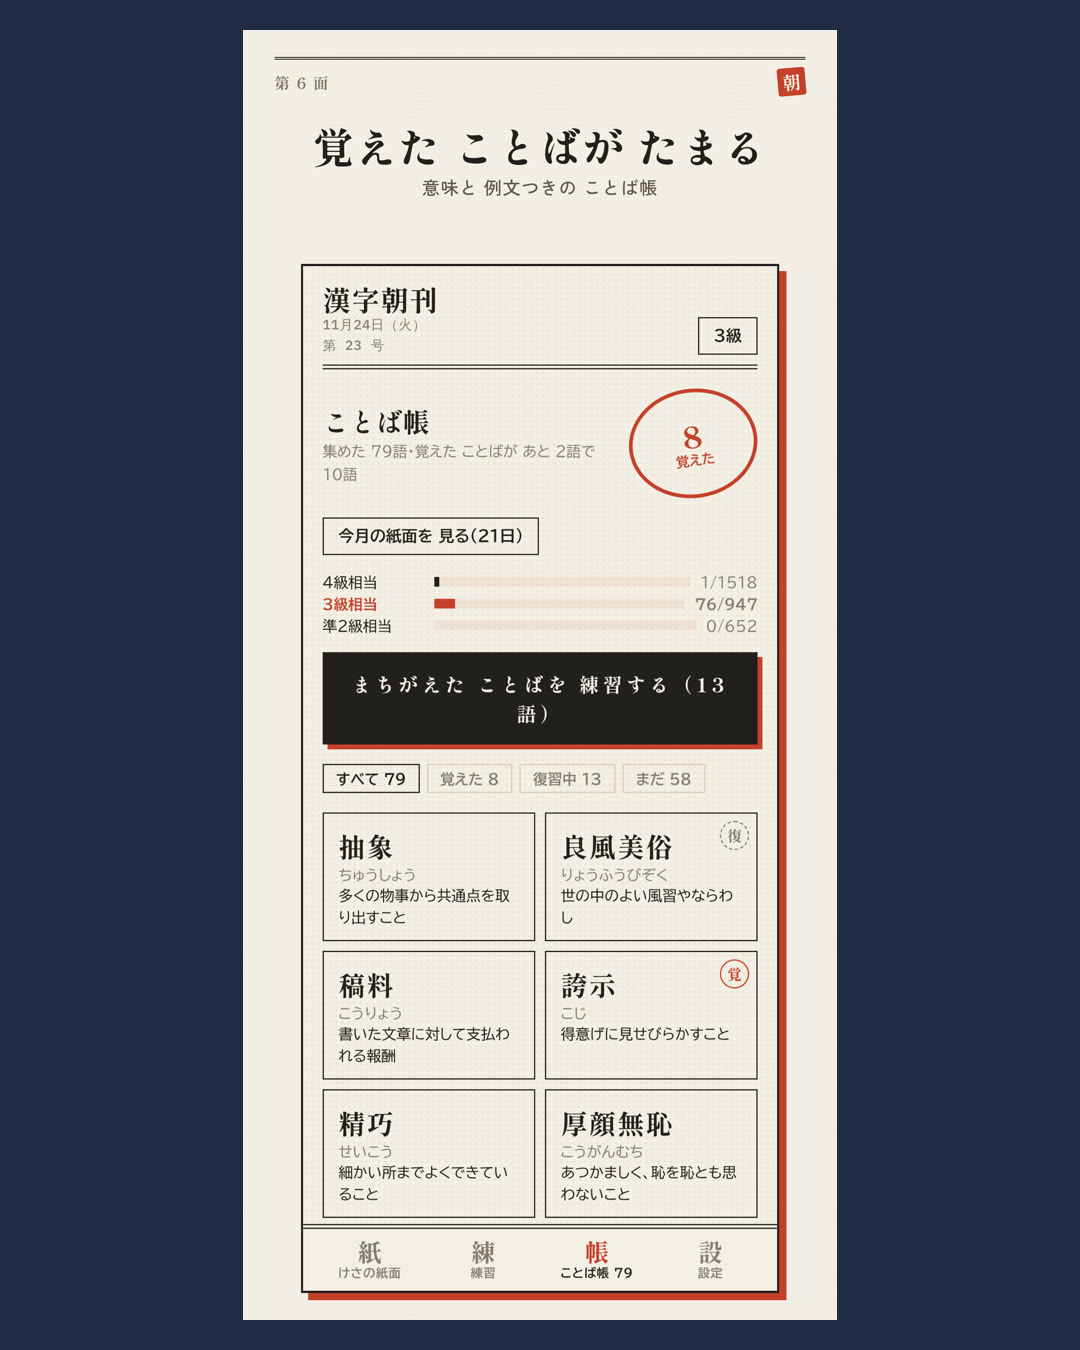 第 6 面
朝
覚えた ことばが たまる
意味と 例文つきの ことば帳
漢字朝刊
11月24日（火）
第 23 号
3級
ことば帳
集めた 79語・覚えた ことばが あと 2語で
10語
8
覚えた
今月の紙面を 見る（21日）
4級相当 1/1518
3級相当 76/947
準2級相当 0/652
まちがえた ことばを 練習する（13
語）
すべて 79 覚えた 8 復習中 13 まだ 58
抽象
ちゅうしょう
多くの物事から共通点を取
り出すこと
良風美俗
復
りょうふうびぞく
世の中のよい風習やならわ
し
稿料
こうりょう
書いた文章に対して支払わ
れる報酬
誇示
覚
こじ
得意げに見せびらかすこと
精巧
せいこう
細かい所までよくできてい
ること
厚顔無恥
こうがんむち
あつかましく、恥を恥とも思
わないこと
紙
けさの紙面
練
練習
帳
ことば帳 79
設
設定